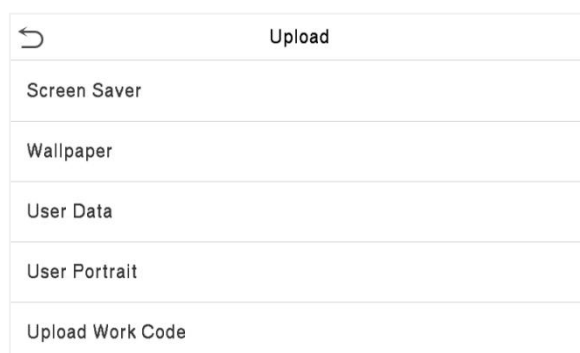 Upload
Screen Saver
Wallpaper
User Data
User Portrait
Upload Work Code